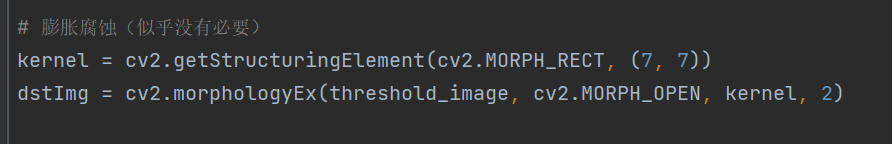 # 膨胀腐蚀（似乎没有必要）
kernel = cv2.getStructuringElement(cv2.MORPH_RECT, (7, 7))
dstImg = cv2.morphologyEx(threshold_image, cv2.MORPH_OPEN, kernel, 2)